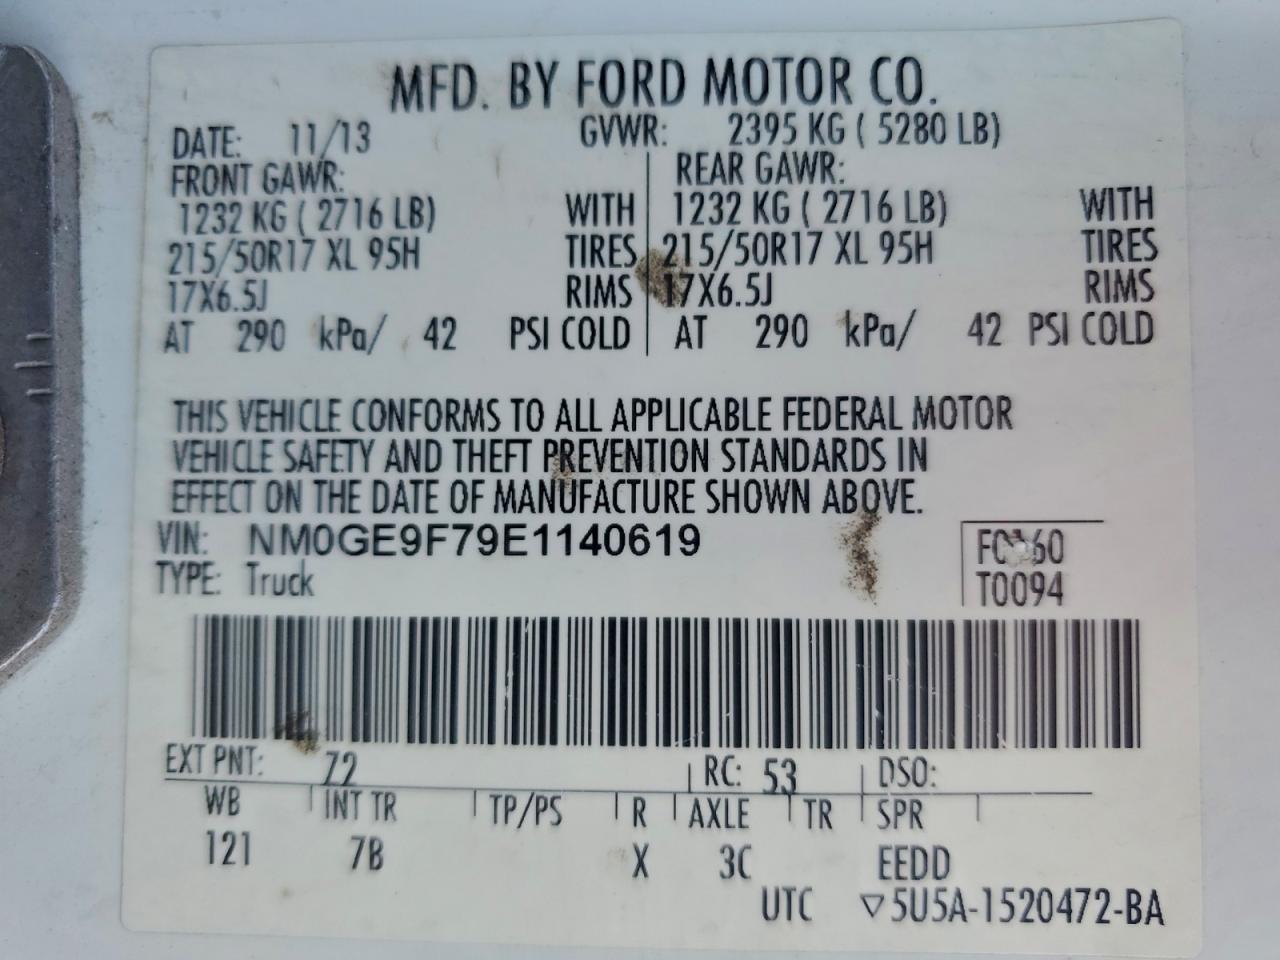 MFD. BY FORD MOTOR CO.
DATE: 11/13 GVWR: 2395 KG ( 5280 LB)
FRONT GAWR: REAR GAWR:
1232 KG ( 2716 LB) WITH 1232 KG ( 2716 LB) WITH
215/50R17 XL 95H TIRES 215/50R17 XL 95H TIRES
17X6.5J RIMS 17X6.5J RIMS
AT 290 kPa/ 42 PSI COLD AT 290 kPa/ 42 PSI COLD
THIS VEHICLE CONFORMS TO ALL APPLICABLE FEDERAL MOTOR
VEHICLE SAFETY AND THEFT PREVENTION STANDARDS IN
EFFECT ON THE DATE OF MANUFACTURE SHOWN ABOVE.
VIN: NM0GE9F79E1140619
TYPE: Truck T0094
EXT PNT: 72 RC: 53 DSO:
WB INT TR TP/PS R AXLE TR SPR
121 7B X 3C EEDD
UTC ▽5U5A-1520472-BA